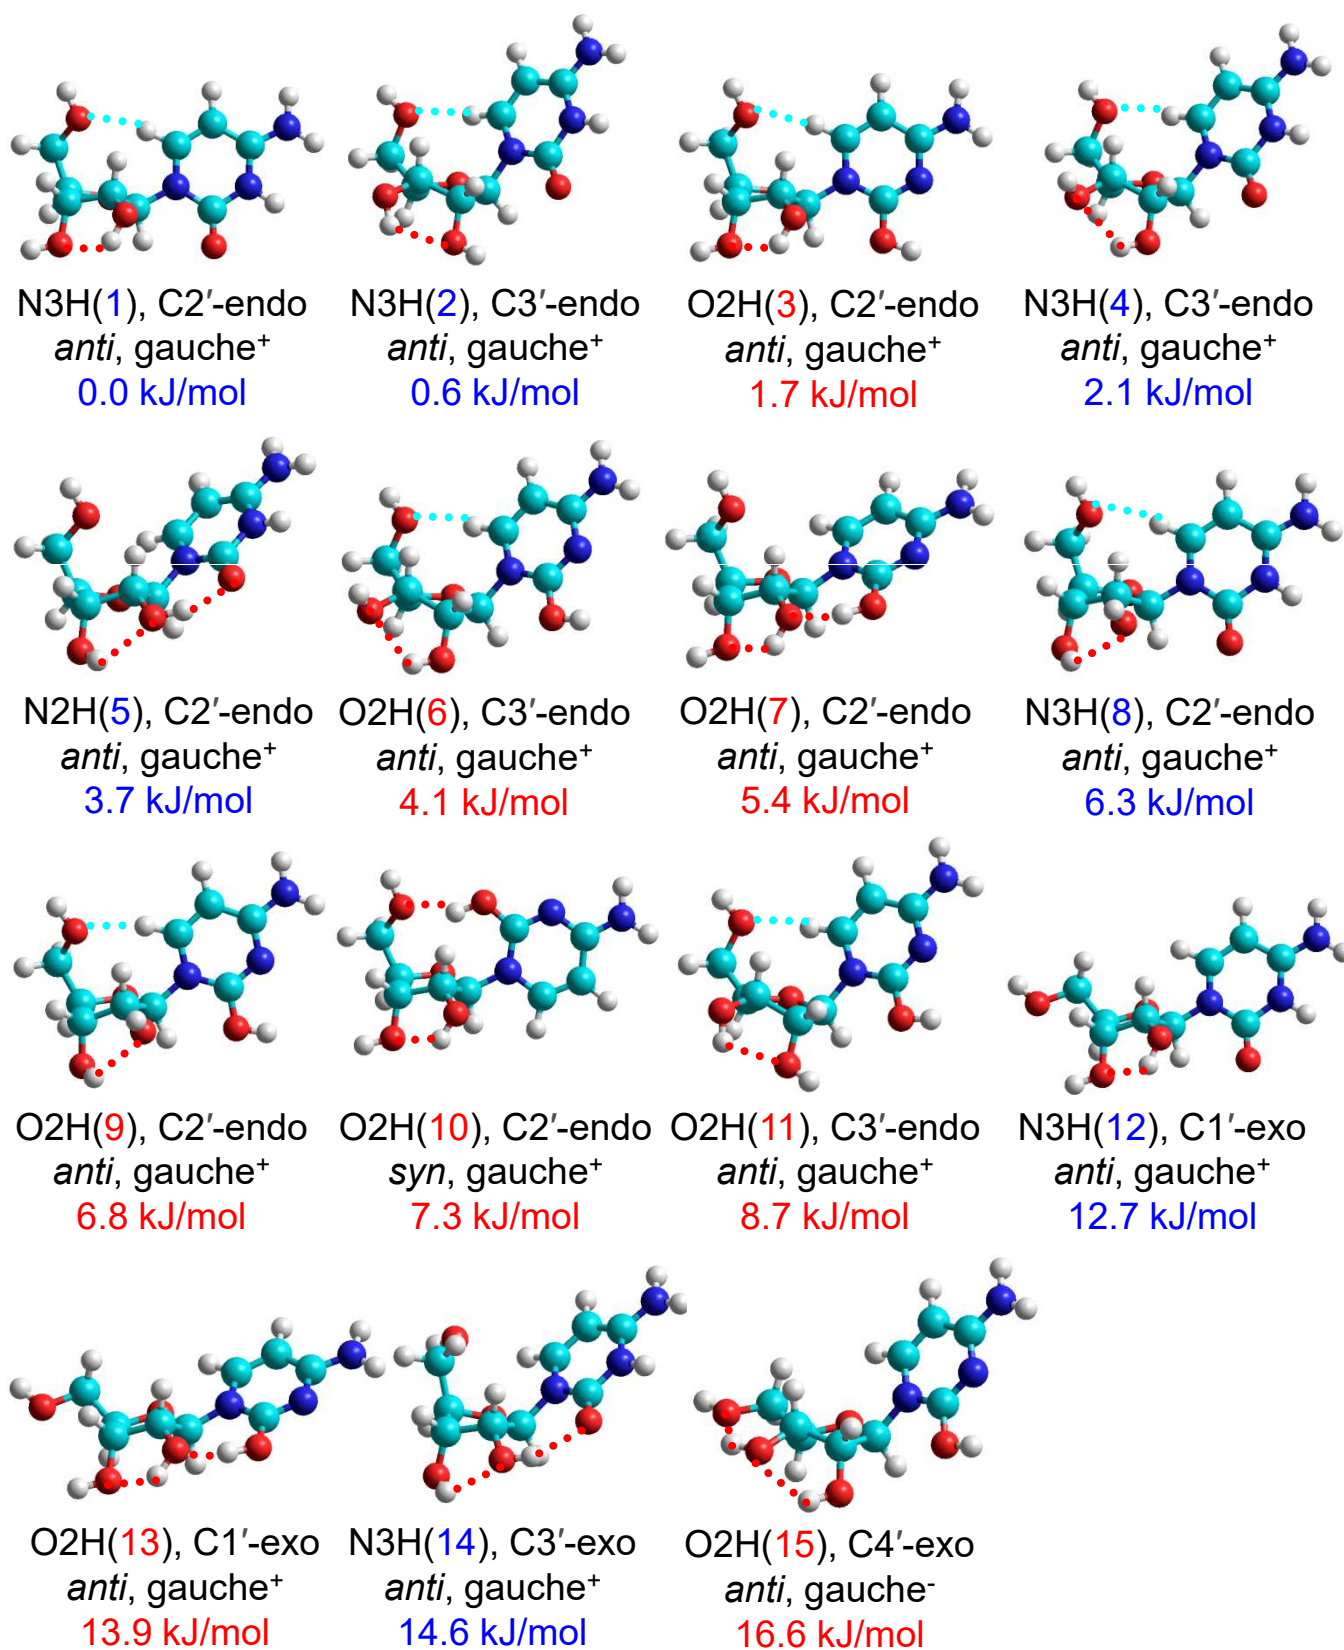 N3H(1), C2′-endo
anti, gauche⁺
0.0 kJ/mol
N3H(2), C3′-endo
anti, gauche⁺
0.6 kJ/mol
O2H(3), C2′-endo
anti, gauche⁺
1.7 kJ/mol
N3H(4), C3′-endo
anti, gauche⁺
2.1 kJ/mol
N2H(5), C2′-endo
anti, gauche⁺
3.7 kJ/mol
O2H(6), C3′-endo
anti, gauche⁺
4.1 kJ/mol
O2H(7), C2′-endo
anti, gauche⁺
5.4 kJ/mol
N3H(8), C2′-endo
anti, gauche⁺
6.3 kJ/mol
O2H(9), C2′-endo
anti, gauche⁺
6.8 kJ/mol
O2H(10), C2′-endo
syn, gauche⁺
7.3 kJ/mol
O2H(11), C3′-endo
anti, gauche⁺
8.7 kJ/mol
N3H(12), C1′-exo
anti, gauche⁺
12.7 kJ/mol
O2H(13), C1′-exo
anti, gauche⁺
13.9 kJ/mol
N3H(14), C3′-exo
anti, gauche⁺
14.6 kJ/mol
O2H(15), C4′-exo
anti, gauche⁻
16.6 kJ/mol